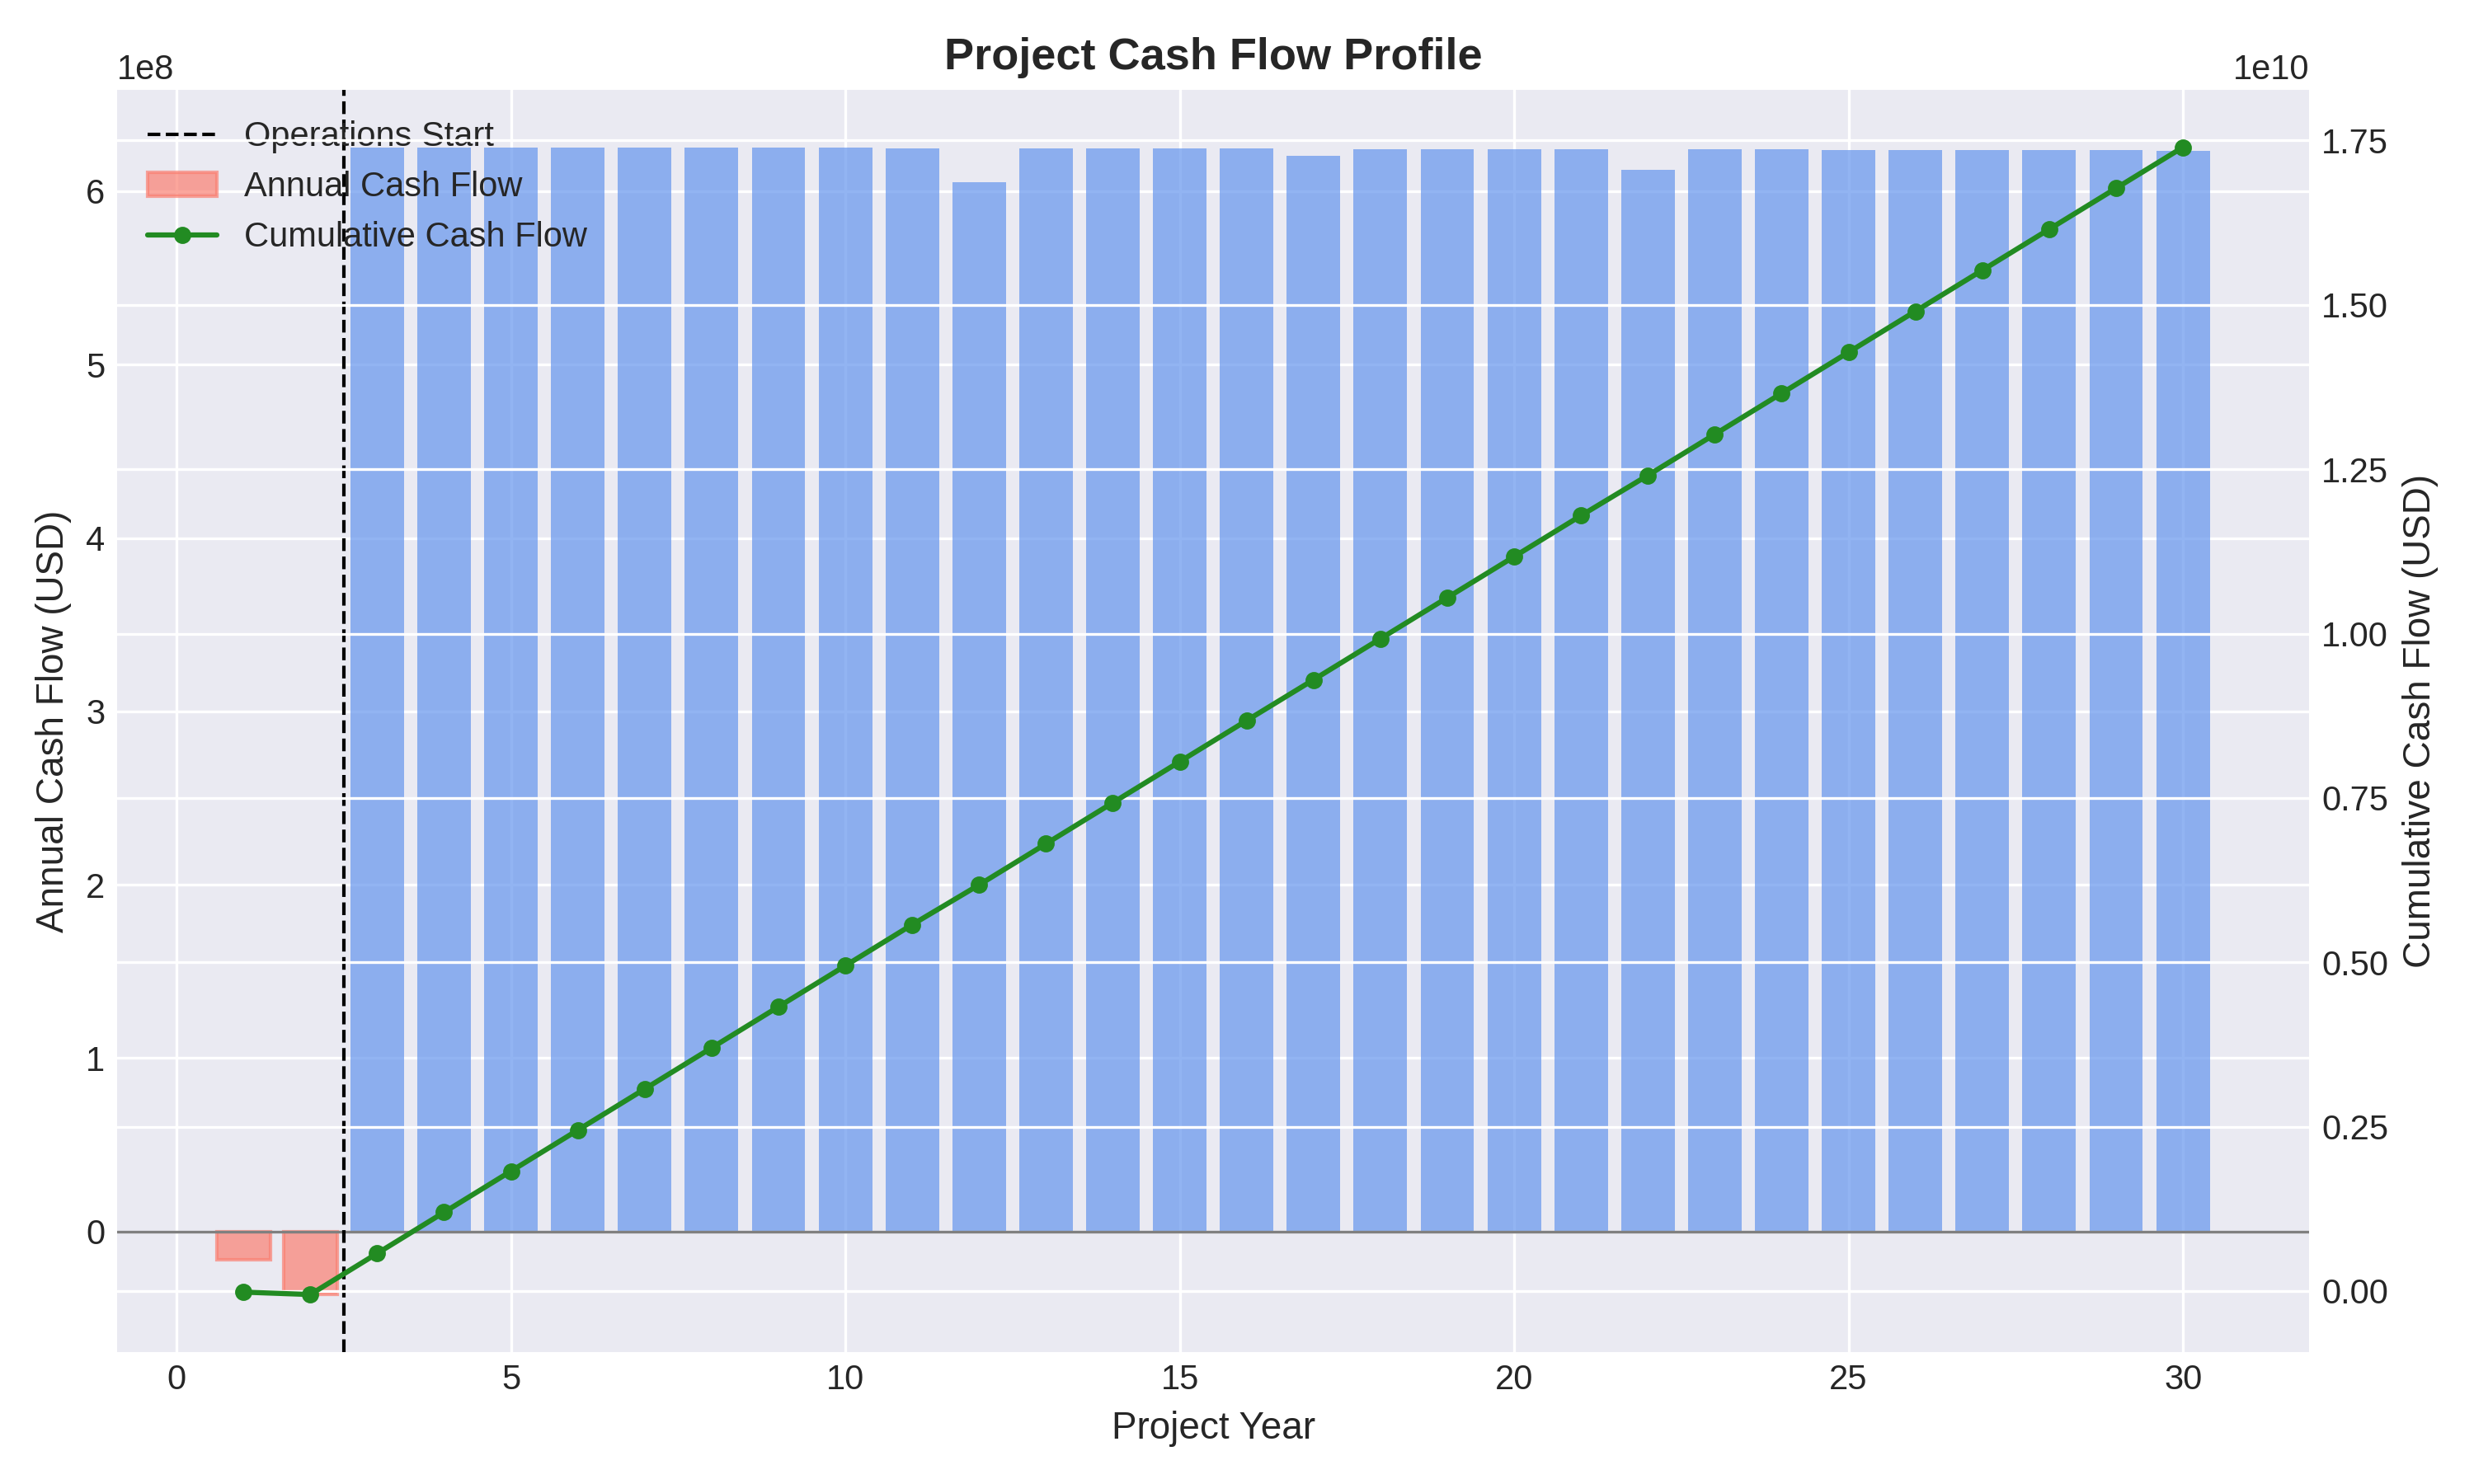 Project Cash Flow Profile
1e8
1e10
Operations Start
Annual Cash Flow
Cumulative Cash Flow
Annual Cash Flow (USD)
6
5
4
3
2
1
0
1.75
1.50
1.25
1.00
0.75
0.50
0.25
0.00
Cumulative Cash Flow (USD)
0 5 10 15 20 25 30
Project Year